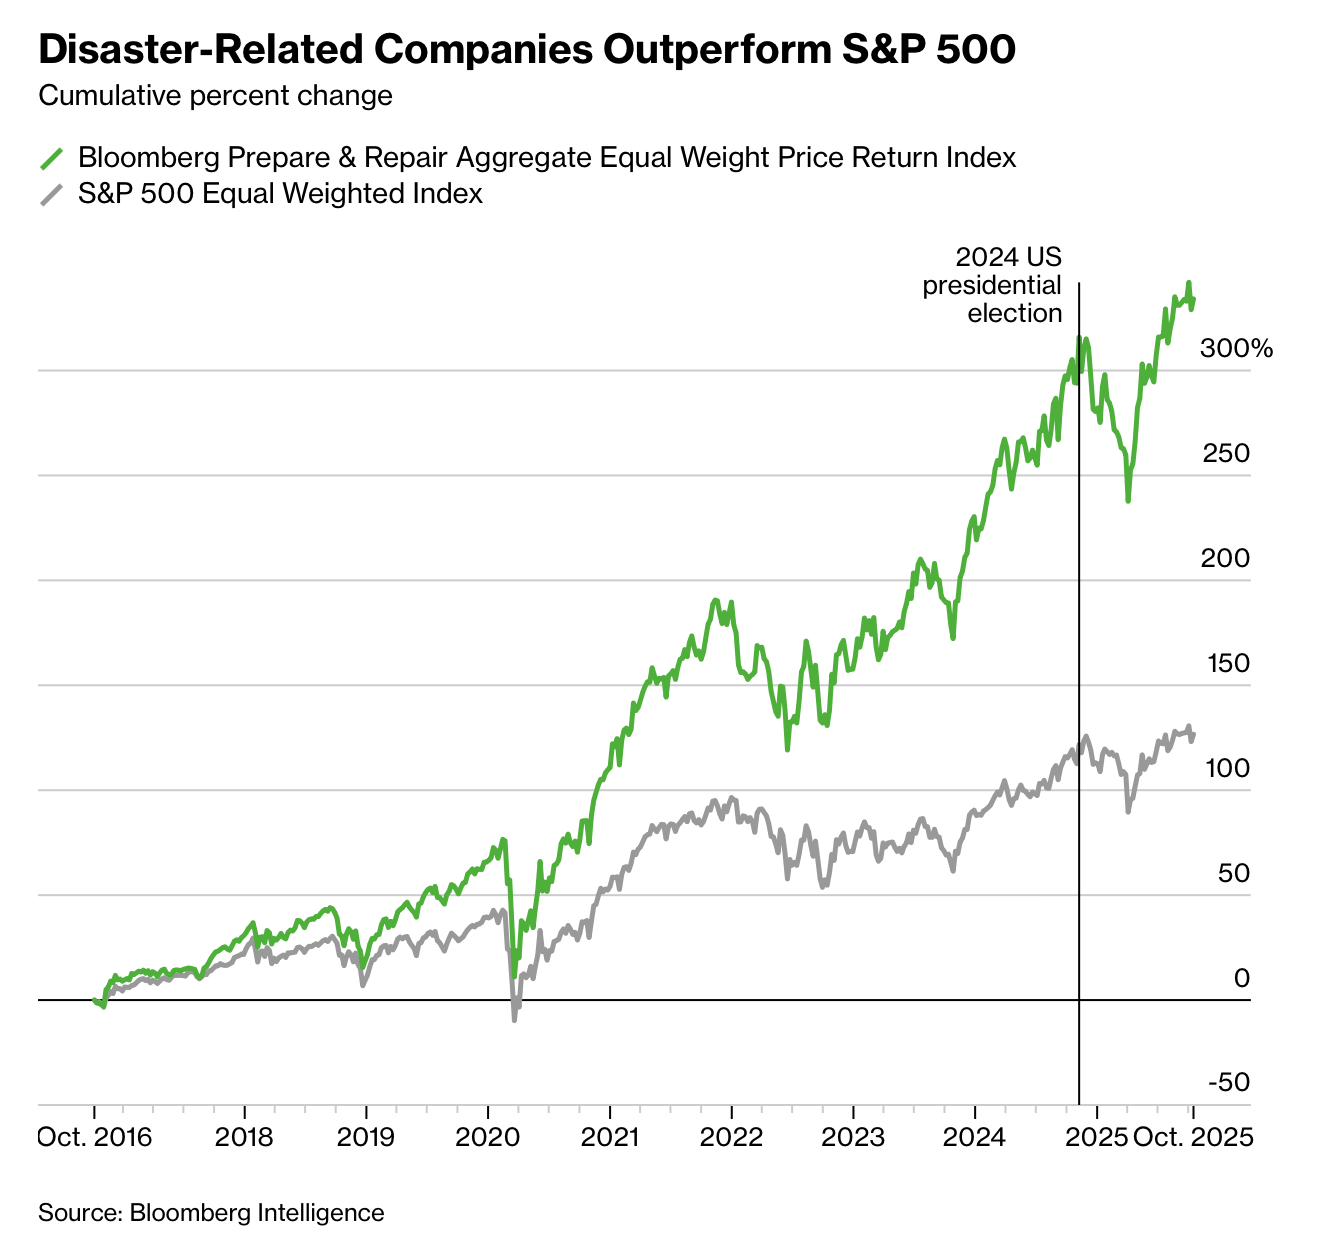 Disaster-Related Companies Outperform S&P 500
Cumulative percent change
Bloomberg Prepare & Repair Aggregate Equal Weight Price Return Index
S&P 500 Equal Weighted Index
2024 US
presidential
election
300%
250
200
150
100
50
0
-50
Oct. 2016 2018 2019 2020 2021 2022 2023 2024 2025 Oct. 2025
Source: Bloomberg Intelligence